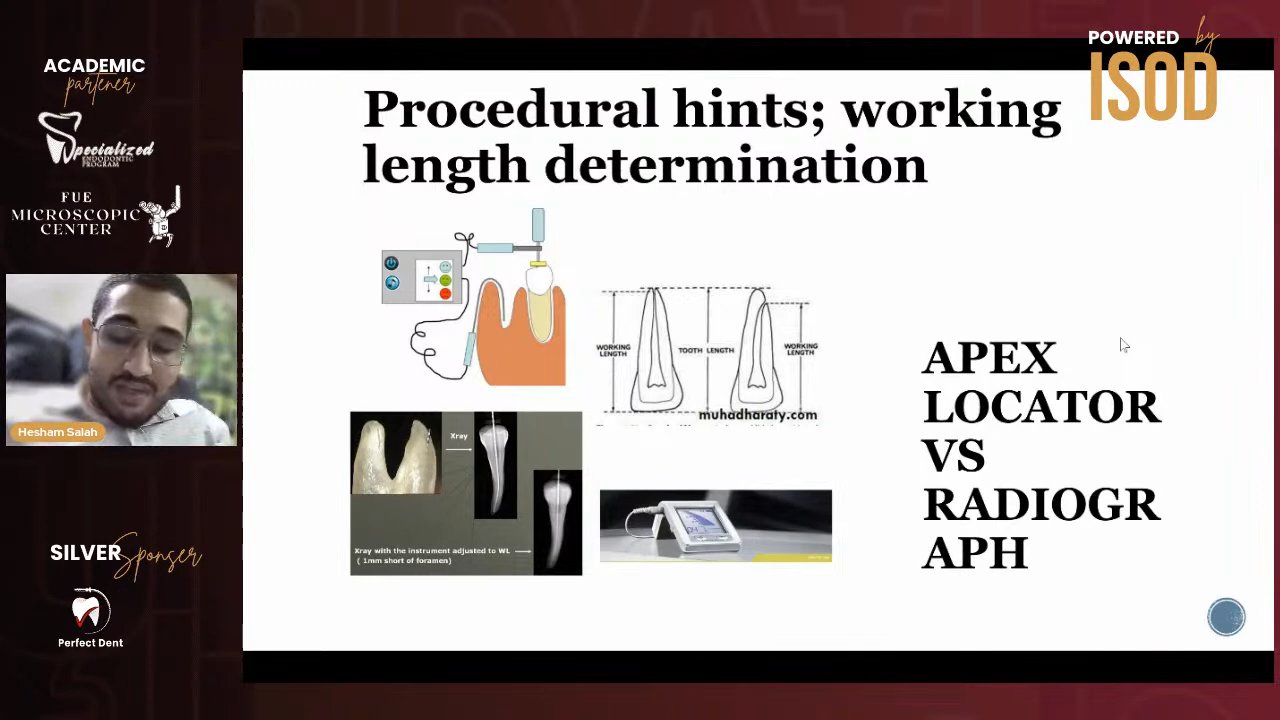 ACADEMIC
partener
Specialized
ENDODONTIC
PROGRAM
FUE
MICROSCOPIC
CENTER
Hesham Salah
SILVER Sponser
Perfect Dent
POWERED by
ISOD
Procedural hints; working
length determination
WORKING
LENGTH
TOOTH LENGTH
WORKING
LENGTH
muhadharaty.com
Xray
Xray with the instrument adjusted to WL
( 1mm short of foramen)
APEX
LOCATOR
VS
RADIOGR
APH